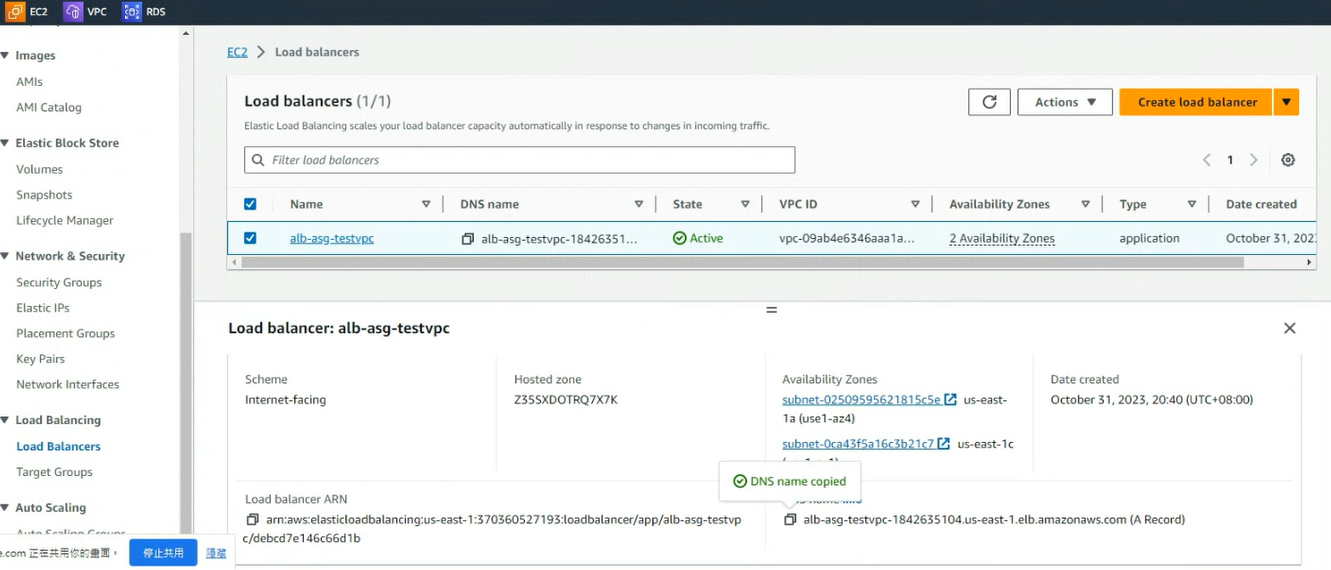 EC2 VPC RDS
Images
AMIs
AMI Catalog
Elastic Block Store
Volumes
Snapshots
Lifecycle Manager
Network & Security
Security Groups
Elastic IPs
Placement Groups
Key Pairs
Network Interfaces
Load Balancing
Load Balancers
Target Groups
Auto Scaling
Auto Scaling Groups
e.com 正在共用你的畫面。 停止共用 隱藏
EC2 > Load balancers
Load balancers (1/1)
Actions
Create load balancer
Elastic Load Balancing scales your load balancer capacity automatically in response to changes in incoming traffic.
Filter load balancers
1
Name DNS name State VPC ID Availability Zones Type Date created
alb-asg-testvpc alb-asg-testvpc-18426351... Active vpc-09ab4e6346aaa1a... 2 Availability Zones application October 31, 202
Load balancer: alb-asg-testvpc
Scheme
Internet-facing
Hosted zone
Z35SXDOTRQ7X7K
Availability Zones
subnet-02509595621815c5e us-east-
1a (use1-az4)
subnet-0ca43f5a16c3b21c7 us-east-1c
Date created
October 31, 2023, 20:40 (UTC+08:00)
DNS name copied
Load balancer ARN
arn:aws:elasticloadbalancing:us-east-1:370360527193:loadbalancer/app/alb-asg-testvp
c/debcd7e146c66d1b
alb-asg-testvpc-1842635104.us-east-1.elb.amazonaws.com (A Record)